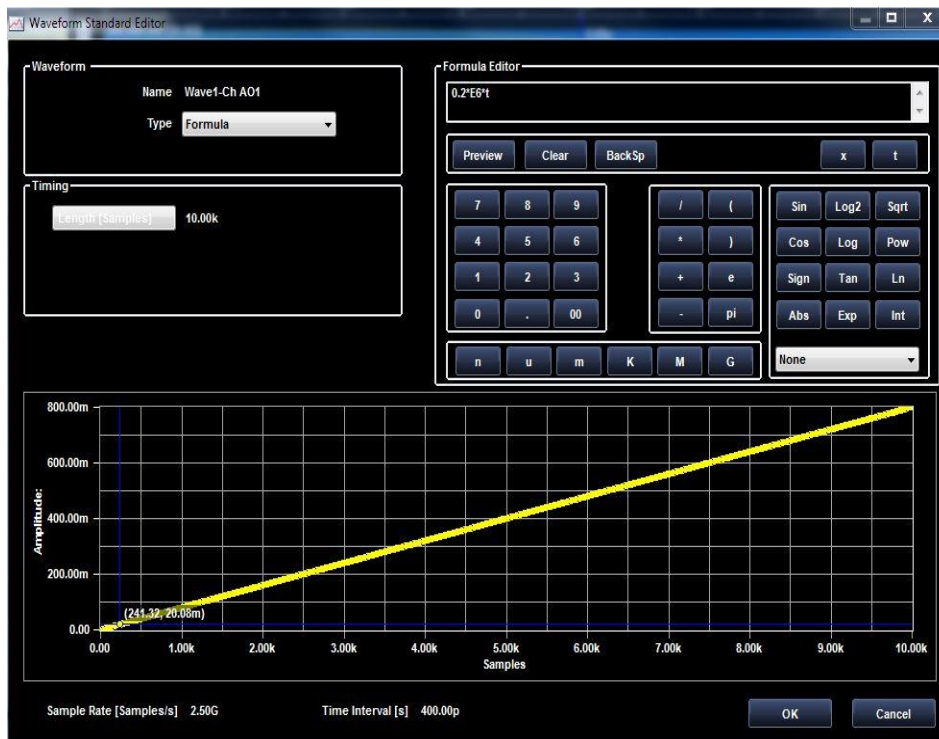 Waveform Standard Editor
X
Waveform
Name Wave1-Ch AO1
Type Formula
Timing
Length [Samples] 10.00k
Formula Editor
0.2*E6*t
Preview Clear BackSp x t
7 8 9 / ( Sin Log2 Sqrt
4 5 6 * ) Cos Log Pow
1 2 3 + e Sign Tan Ln
0 . 00 - pi Abs Exp Int
n u m K M G None
800.00m
600.00m
400.00m
200.00m
0.00
Amplitude:
(241.32, 20.08m)
0.00 1.00k 2.00k 3.00k 4.00k 5.00k 6.00k 7.00k 8.00k 9.00k 10.00k
Samples
Sample Rate [Samples/s] 2.50G Time Interval [s] 400.00p OK Cancel